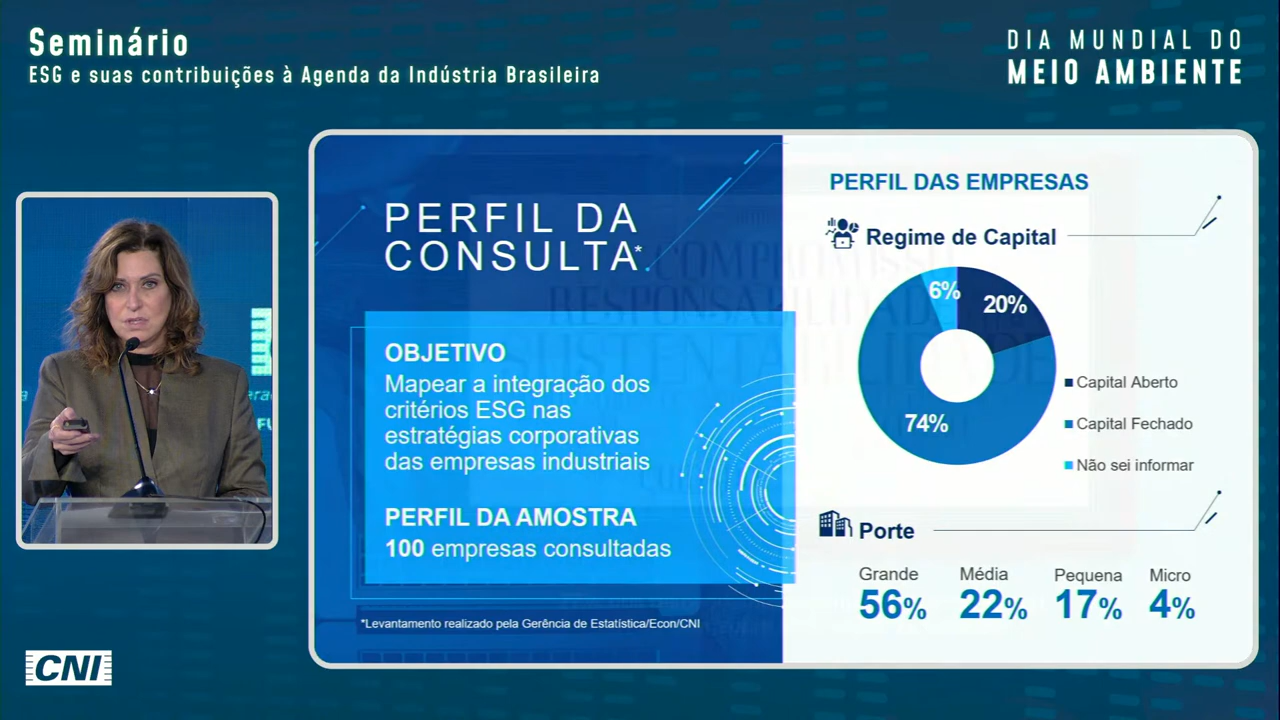 Seminário
ESG e suas contribuições à Agenda da Indústria Brasileira
DIA MUNDIAL DO
MEIO AMBIENTE
PERFIL DA
CONSULTA*
OBJETIVO
Mapear a integração dos
critérios ESG nas
estratégias corporativas
das empresas industriais
PERFIL DA AMOSTRA
100 empresas consultadas
*Levantamento realizado pela Gerência de Estatística/Econ/CNI
PERFIL DAS EMPRESAS
Regime de Capital
6%
20%
74%
Capital Aberto
Capital Fechado
Não sei informar
Porte
Grande
Média
Pequena
Micro
56%
22%
17%
4%
COMPROMISSO
RESPONSABILIDADE
SUSTENTABILIDADE
CNI